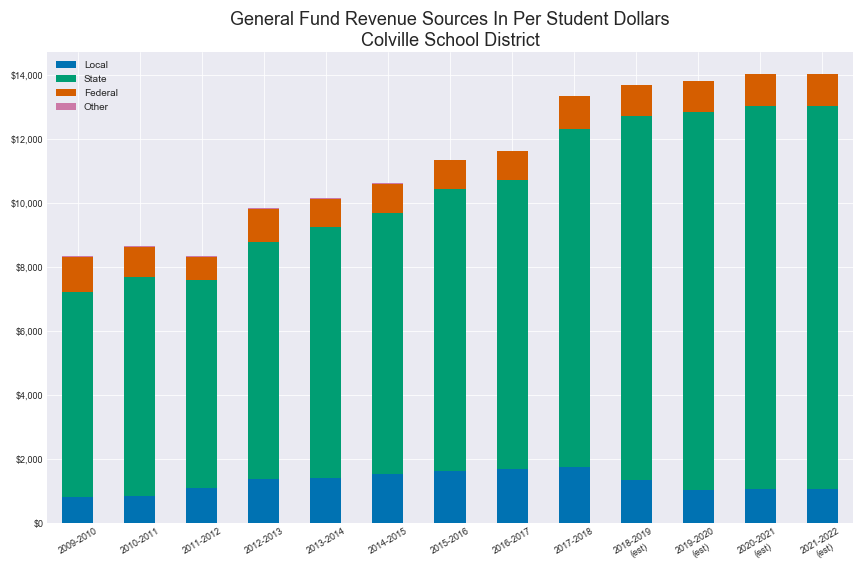 General Fund Revenue Sources In Per Student Dollars
Colville School District
Local
State
Federal
Other
$14,000
$12,000
$10,000
$8,000
$6,000
$4,000
$2,000
$0
2009-2010
2010-2011
2011-2012
2012-2013
2013-2014
2014-2015
2015-2016
2016-2017
2017-2018
2018-2019
(est)
2019-2020
(est)
2020-2021
(est)
2021-2022
(est)